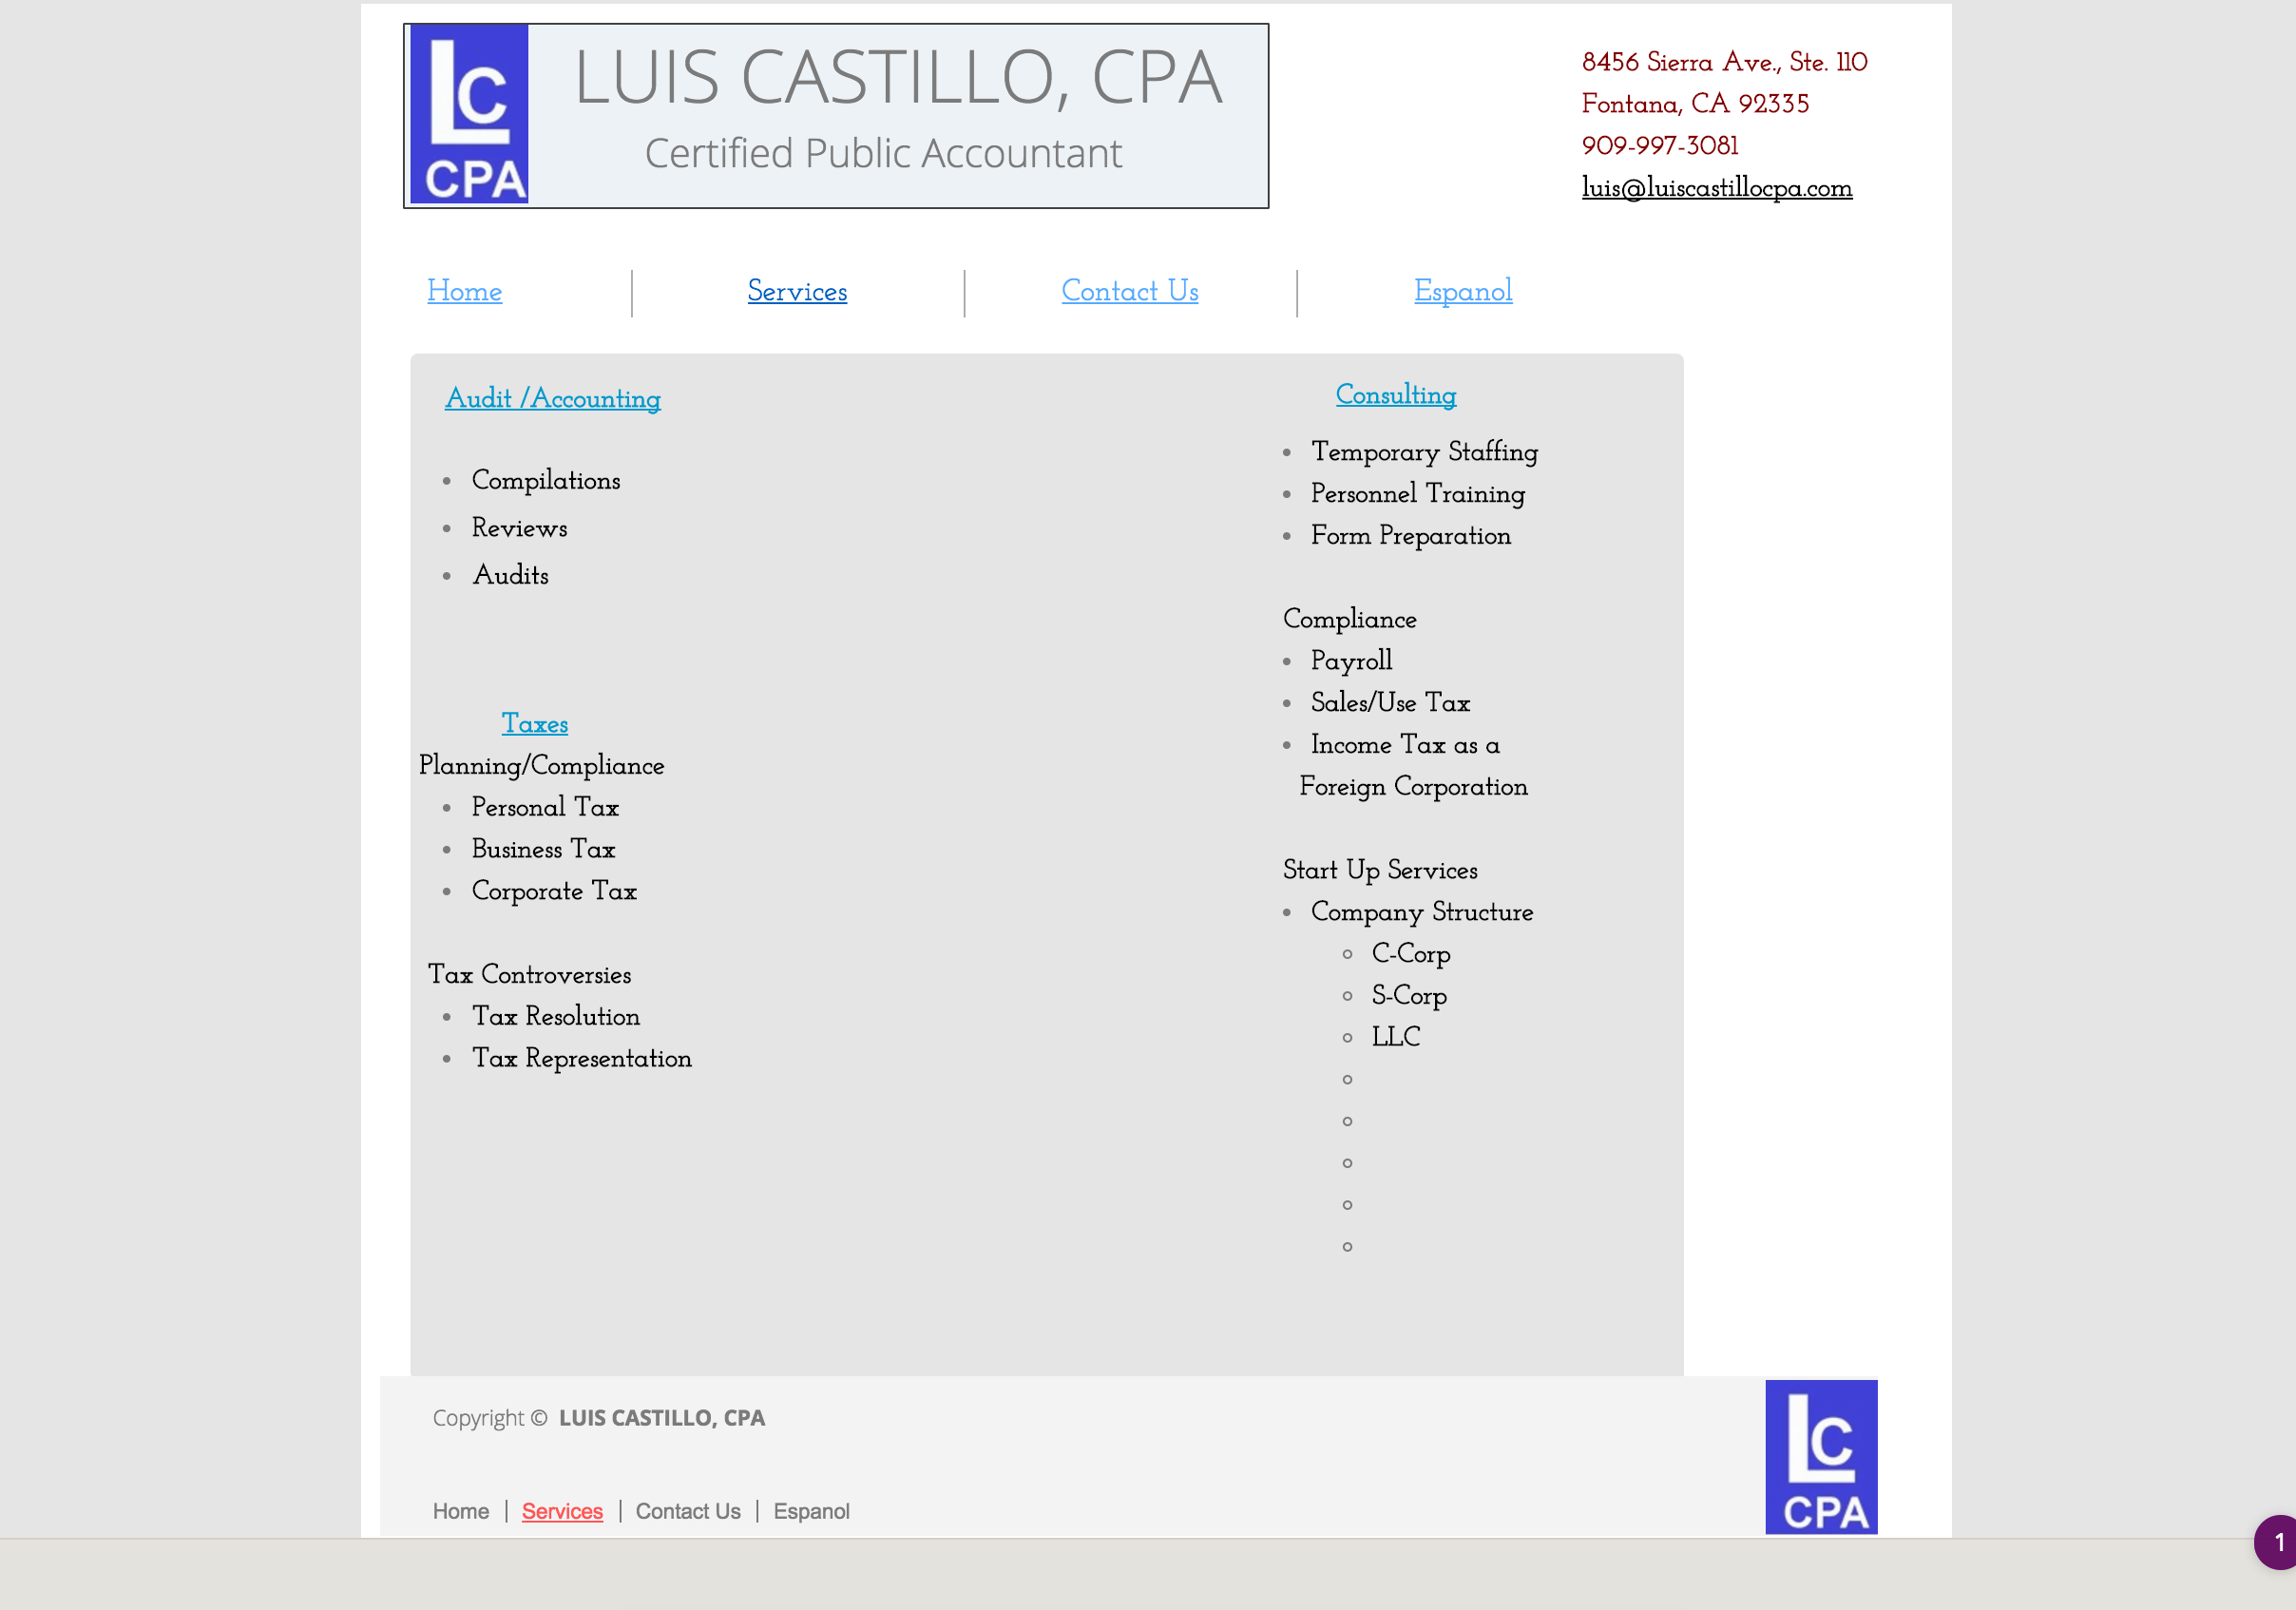 LC
CPA
LUIS CASTILLO, CPA
Certified Public Accountant
8456 Sierra Ave., Ste. 110
Fontana, CA 92335
909-997-3081
luis@luiscastillocpa.com
Home
Services
Contact Us
Espanol
Audit /Accounting
Compilations
Reviews
Audits
Taxes
Planning/Compliance
Personal Tax
Business Tax
Corporate Tax
Tax Controversies
Tax Resolution
Tax Representation
Consulting
Temporary Staffing
Personnel Training
Form Preparation
Compliance
Payroll
Sales/Use Tax
Income Tax as a
Foreign Corporation
Start Up Services
Company Structure
C-Corp
S-Corp
LLC
Copyright © LUIS CASTILLO, CPA
Home | Services | Contact Us | Espanol
LC
CPA
1